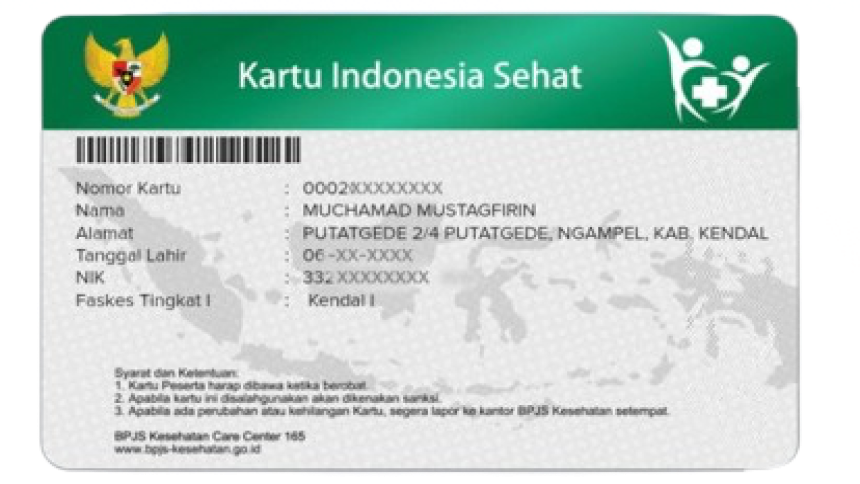 Kartu Indonesia Sehat
Nomor Kartu : 0002XXXXXXXXX
Nama : MUCHAMAD MUSTAGFIRIN
Alamat : PUTATGEDE 2/4 PUTATGEDE, NGAMPEL, KAB. KENDAL
Tanggal Lahir : 06-XX-XXXX
NIK : 332XXXXXXXXX
Faskes Tingkat I : Kendal I
Syarat dan Ketentuan:
1. Kartu Peserta harap dibawa ketika berobat.
2. Apabila kartu ini disalahgunakan akan dikenakan sanksi.
3. Apabila ada perubahan atau kehilangan Kartu, segera lapor ke kantor BPJS Kesehatan setempat.
BPJS Kesehatan Care Center 165
www.bpjs-kesehatan.go.id